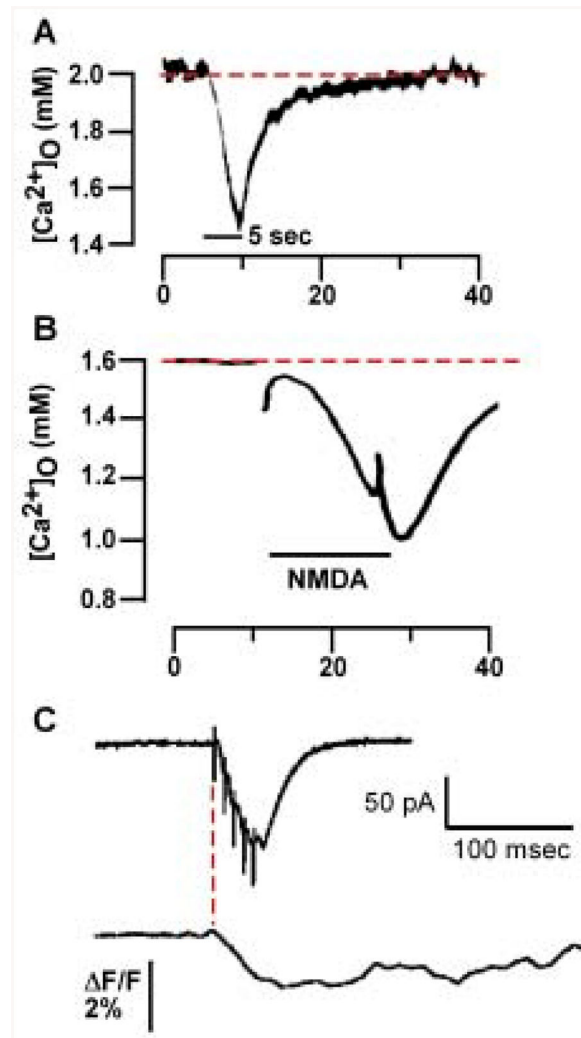 A
[Ca2+]O (mM)
2.0
1.8
1.6
1.4
5 sec
0 20 40
B
[Ca2+]O (mM)
1.6
1.4
1.2
1.0
0.8
NMDA
0 20 40
C
50 pA
100 msec
ΔF/F
2%